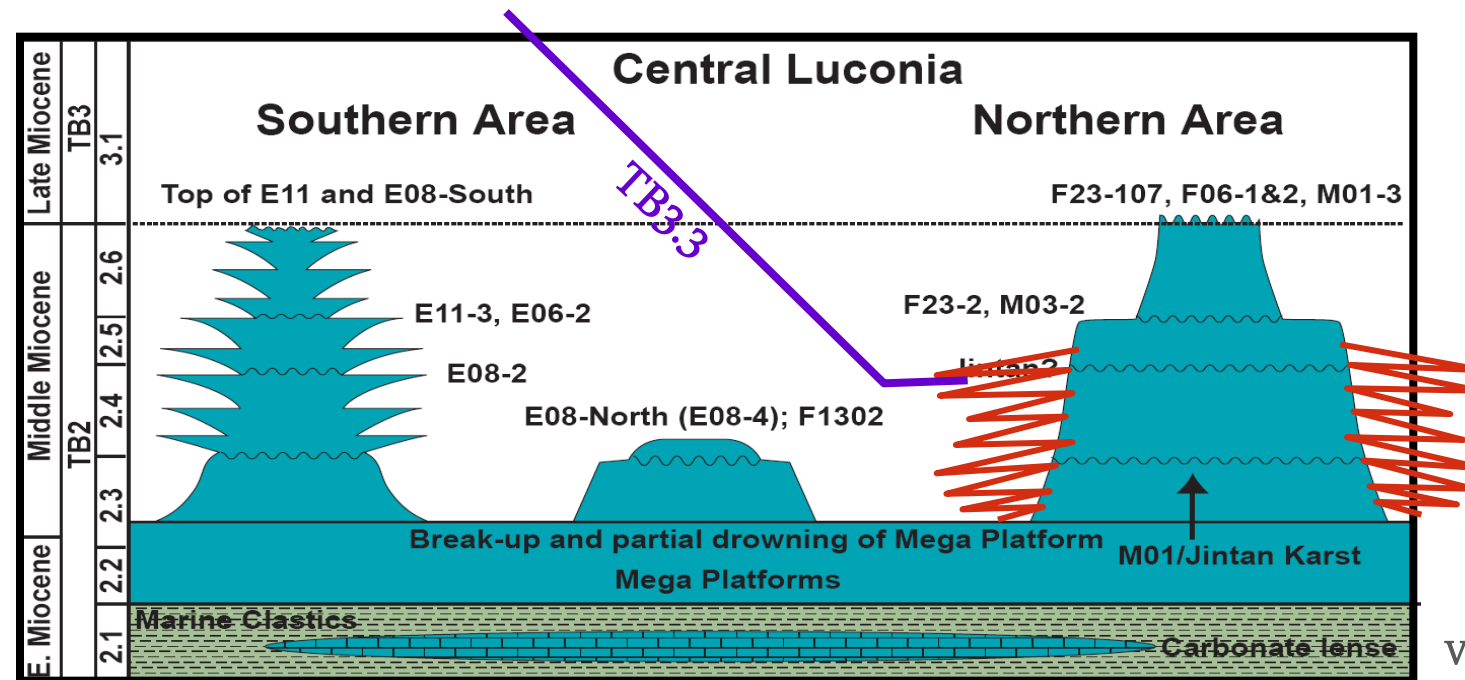 Central Luconia
Southern Area
Northern Area
Late Miocene
TB3
3.1
Top of E11 and E08-South
F23-107, F06-1&2, M01-3
TB3.3
Middle Miocene
TB2
2.6
2.5
2.4
2.3
E11-3, E06-2
F23-2, M03-2
E08-2
Jintan?
E08-North (E08-4); F1302
Break-up and partial drowning of Mega Platform
M01/Jintan Karst
Mega Platforms
E. Miocene
2.2
2.1
Marine Clastics
Carbonate lense
v